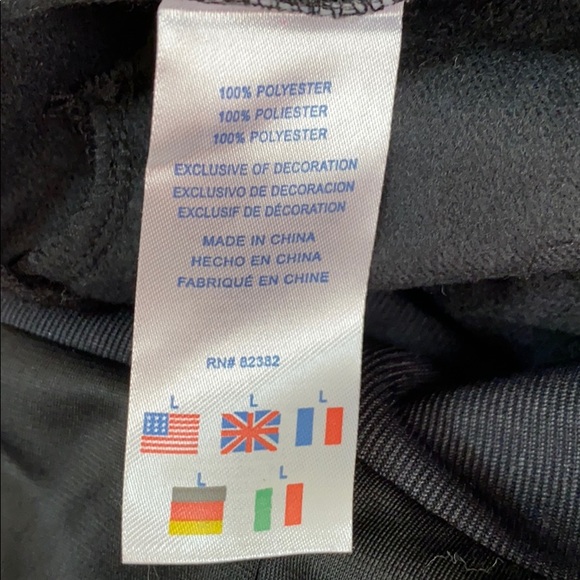 100% POLYESTER
100% POLIESTER
100% POLYESTER
EXCLUSIVE OF DECORATION
EXCLUSIVO DE DECORACION
EXCLUSIF DE DÉCORATION
MADE IN CHINA
HECHO EN CHINA
FABRIQUÉ EN CHINE
RN# 82382
L L L
L L